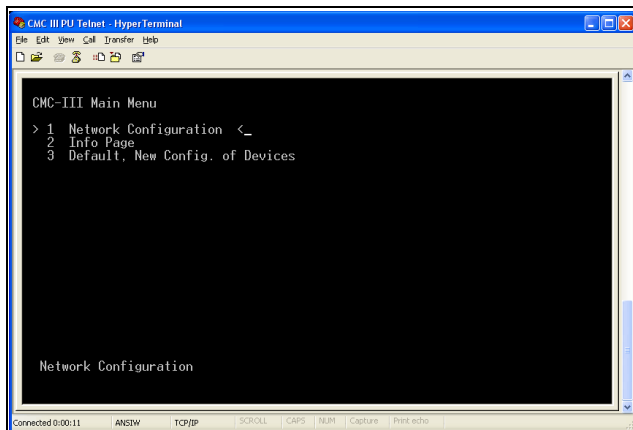 CMC III PU Telnet - HyperTerminal
File Edit View Call Transfer Help
CMC-III Main Menu
> 1 Network Configuration <_
2 Info Page
3 Default, New Config. of Devices
Network Configuration
Connected 0:00:11 ANSIW TCP/IP SCROLL CAPS NUM Capture Print echo